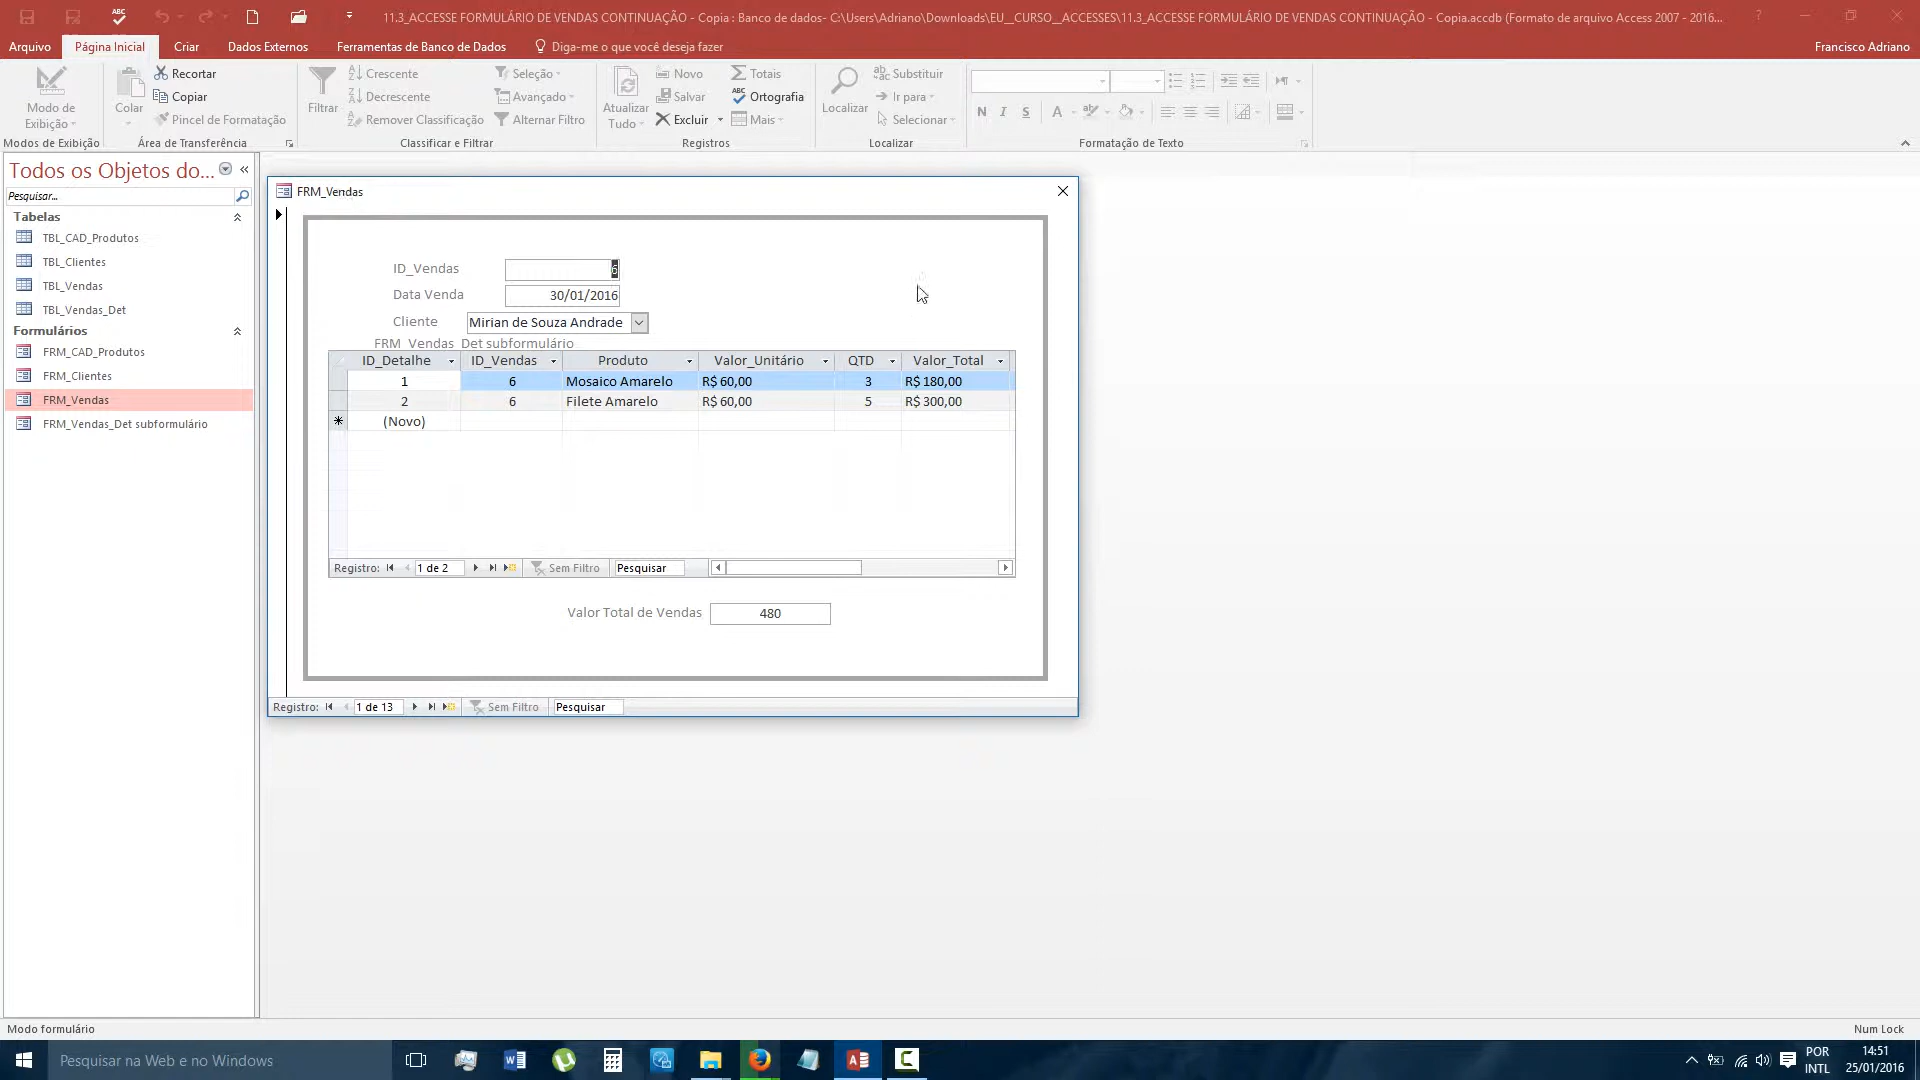 11.3_ACCESSE FORMULÁRIO DE VENDAS CONTINUAÇÃO - Copia : Banco de dados- C:\Users\Adriano\Downloads\EU__CURSO__ACCESSES\11.3_ACCESSE FORMULÁRIO DE VENDAS CONTINUAÇÃO - Copia.accdb (Formato de arquivo Access 2007 - 2016...
Arquivo Página Inicial Criar Dados Externos Ferramentas de Banco de Dados Diga-me o que você deseja fazer Francisco Adriano
Modo de Exibição
Modos de Exibição
Colar
Recortar
Copiar
Pincel de Formatação
Área de Transferência
Filtrar
Crescente
Decrescente
Remover Classificação
Seleção
Avançado
Alternar Filtro
Classificar e Filtrar
Atualizar Tudo
Novo
Salvar
Excluir
Totais
Ortografia
Mais
Registros
Localizar
Substituir
Ir para
Selecionar
Localizar
N I S A
Formatação de Texto
Todos os Objetos do...
Pesquisar...
Tabelas
TBL_CAD_Produtos
TBL_Clientes
TBL_Vendas
TBL_Vendas_Det
Formulários
FRM_CAD_Produtos
FRM_Clientes
FRM_Vendas
FRM_Vendas_Det subformulário
FRM_Vendas
ID_Vendas 6
Data Venda 30/01/2016
Cliente Mirian de Souza Andrade
FRM_Vendas_Det subformulário
ID_Detalhe ID_Vendas Produto Valor_Unitário QTD Valor_Total
1 6 Mosaico Amarelo R$ 60,00 3 R$ 180,00
2 6 Filete Amarelo R$ 60,00 5 R$ 300,00
(Novo)
Registro: 1 de 2 Sem Filtro Pesquisar
Valor Total de Vendas 480
Registro: 1 de 13 Sem Filtro Pesquisar
Modo formulário Num Lock
Pesquisar na Web e no Windows
POR
INTL
14:51
25/01/2016